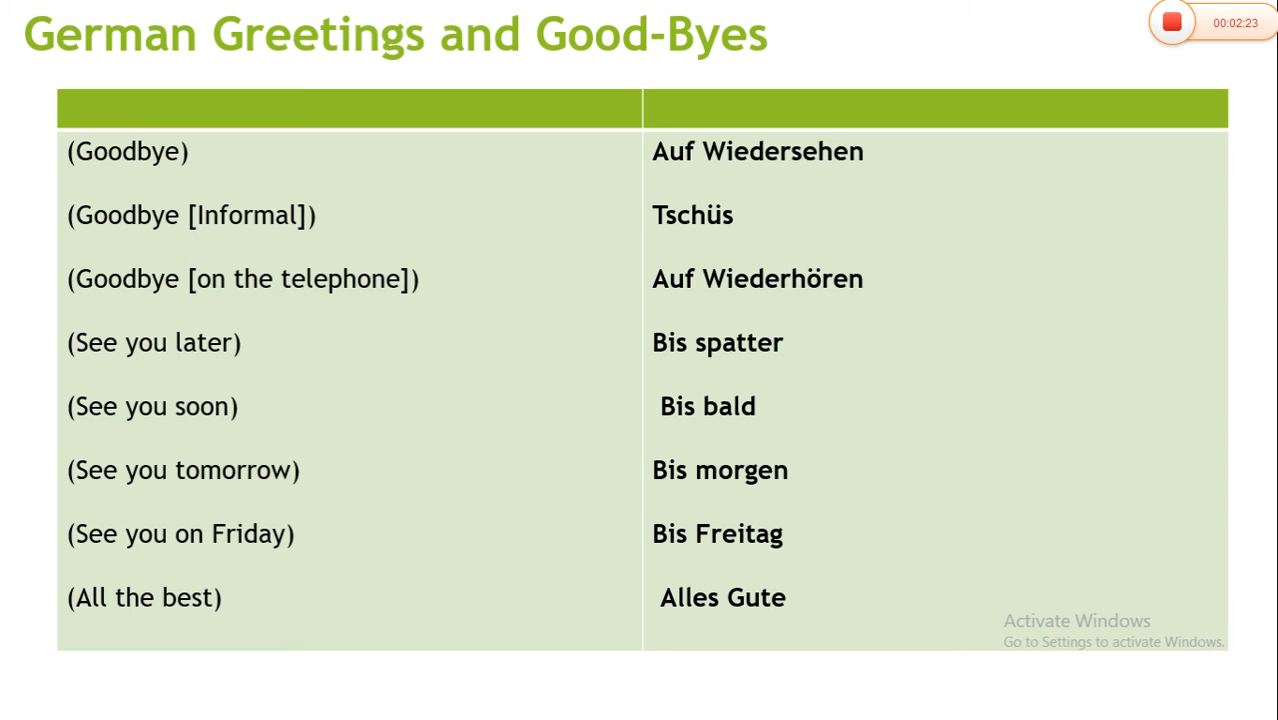 German Greetings and Good-Byes
00:02:23
(Goodbye) Auf Wiedersehen
(Goodbye [Informal]) Tschüs
(Goodbye [on the telephone]) Auf Wiederhören
(See you later) Bis spatter
(See you soon) Bis bald
(See you tomorrow) Bis morgen
(See you on Friday) Bis Freitag
(All the best) Alles Gute
Activate Windows
Go to Settings to activate Windows.